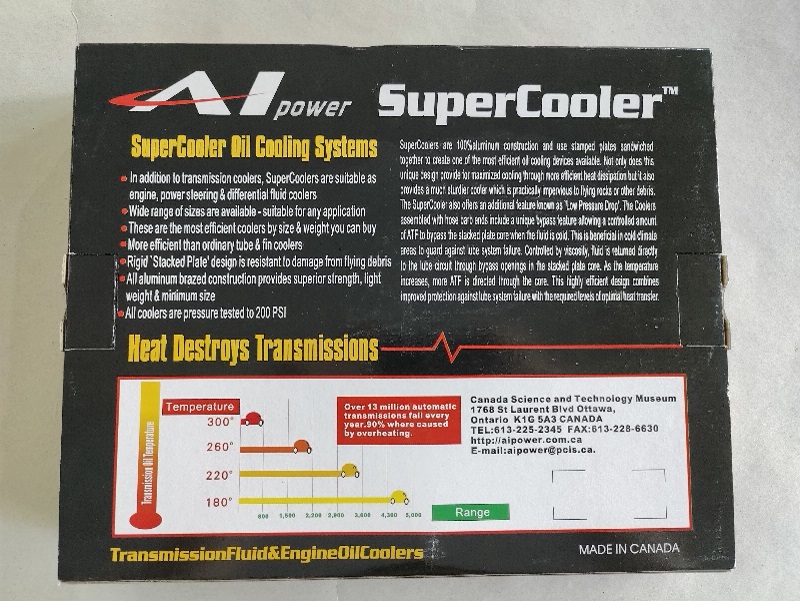 AI power SuperCooler™
SuperCooler Oil Cooling Systems
In addition to transmission coolers, SuperCoolers are suitable as
engine, power steering & differential fluid coolers
Wide range of sizes are available - suitable for any application
These are the most efficient coolers by size & weight you can buy
More efficient than ordinary tube & fin coolers
Rigid `Stacked Plate' design is resistant to damage from flying debris
All aluminum brazed construction provides superior strength, light
weight & minimum size
All coolers are pressure tested to 200 PSI
SuperCoolers are 100%aluminum construction and use stamped plates sandwiched
together to create one of the most efficient oil cooling devices available. Not only does this
unique design provide for maximized cooling through more efficient heat dissipation but it also
provides a much sturdier cooler which is practically impervious to flying rocks or other debris.
The SuperCooler also offers an additional feature known as "Low Pressure Drop". The Coolers
assembled with hose carb ends include a unique bypass feature allowing a controlled amount
of ATF to bypass the stacked plate core when the fluid is cold. This is beneficial in cold climate
areas to guard against lube system failure. Controlled by viscosity, fluid is returned directly
to the lube circuit through bypass openings in the stacked plate core. As the temperature
increases, more ATF is directed through the core. This highly efficient design combines
improved protection against lube system failure with the required levels of optimal heat transfer.
Heat Destroys Transmissions
Transmission Oil Temperature
Temperature
300°
260°
220°
180°
Over 13 million automatic
transmissions fail every
year.90% where caused
by overheating.
800 1,500 2,200 2,900 3,600 4,300 5,000
Range
Canada Science and Technology Museum
1768 St Laurent Blvd Ottawa,
Ontario K1G 5A3 CANADA
TEL:613-225-2345 FAX:613-228-6630
http://aipower.com.ca
E-mail:aipower@pcis.ca.
TransmissionFluid&EngineOilCoolers
MADE IN CANADA